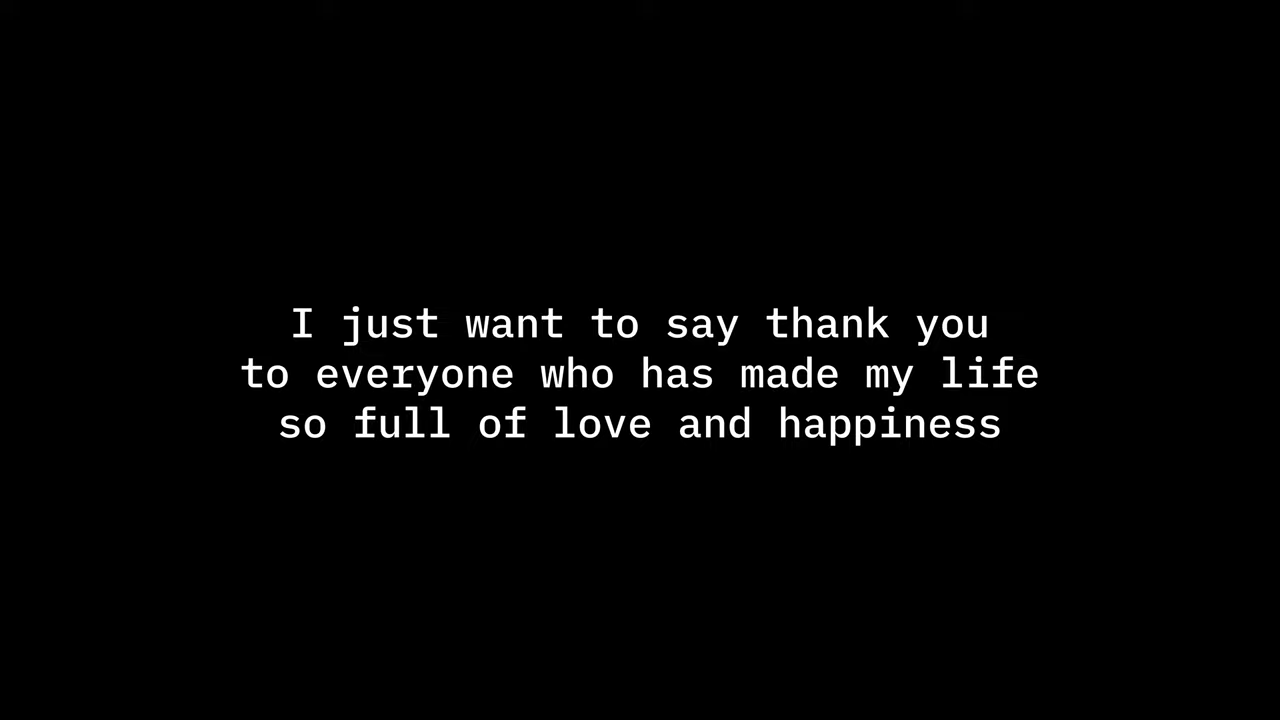 I just want to say thank you
to everyone who has made my life
so full of love and happiness